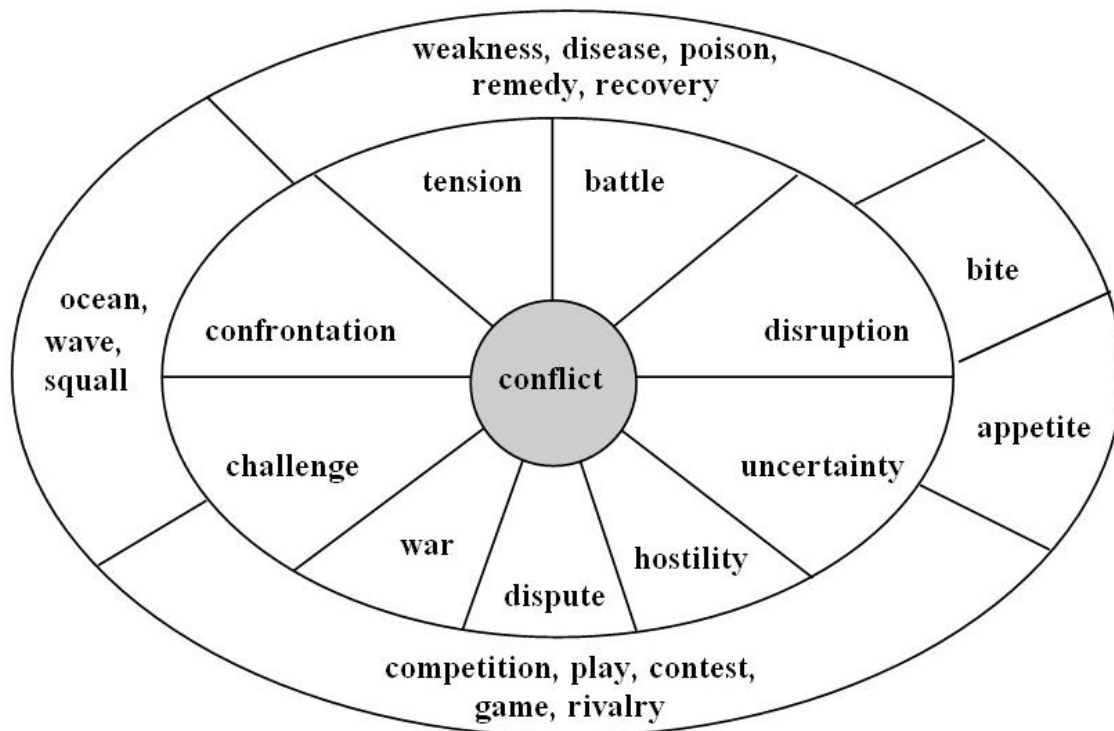 weakness, disease, poison,
remedy, recovery
tension
battle
bite
ocean,
wave,
squall
confrontation
disruption
conflict
appetite
challenge
uncertainty
war
hostility
dispute
competition, play, contest,
game, rivalry